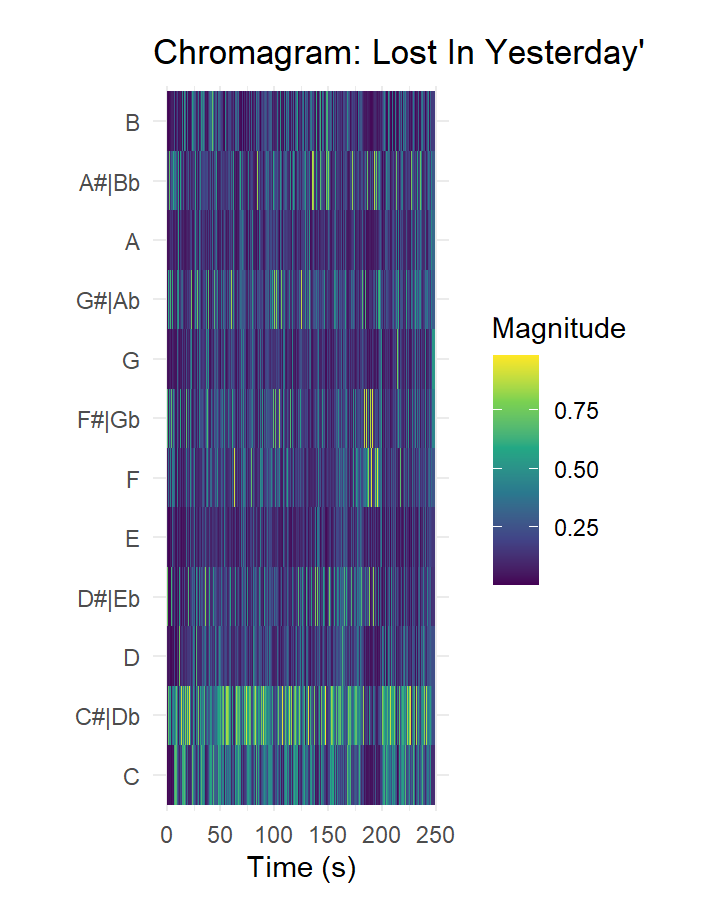 Chromagram: Lost In Yesterday'
B
A#|Bb
A
G#|Ab
G
F#|Gb
F
E
D#|Eb
D
C#|Db
C
0 50 100 150 200 250
Time (s)
Magnitude
0.75
0.50
0.25